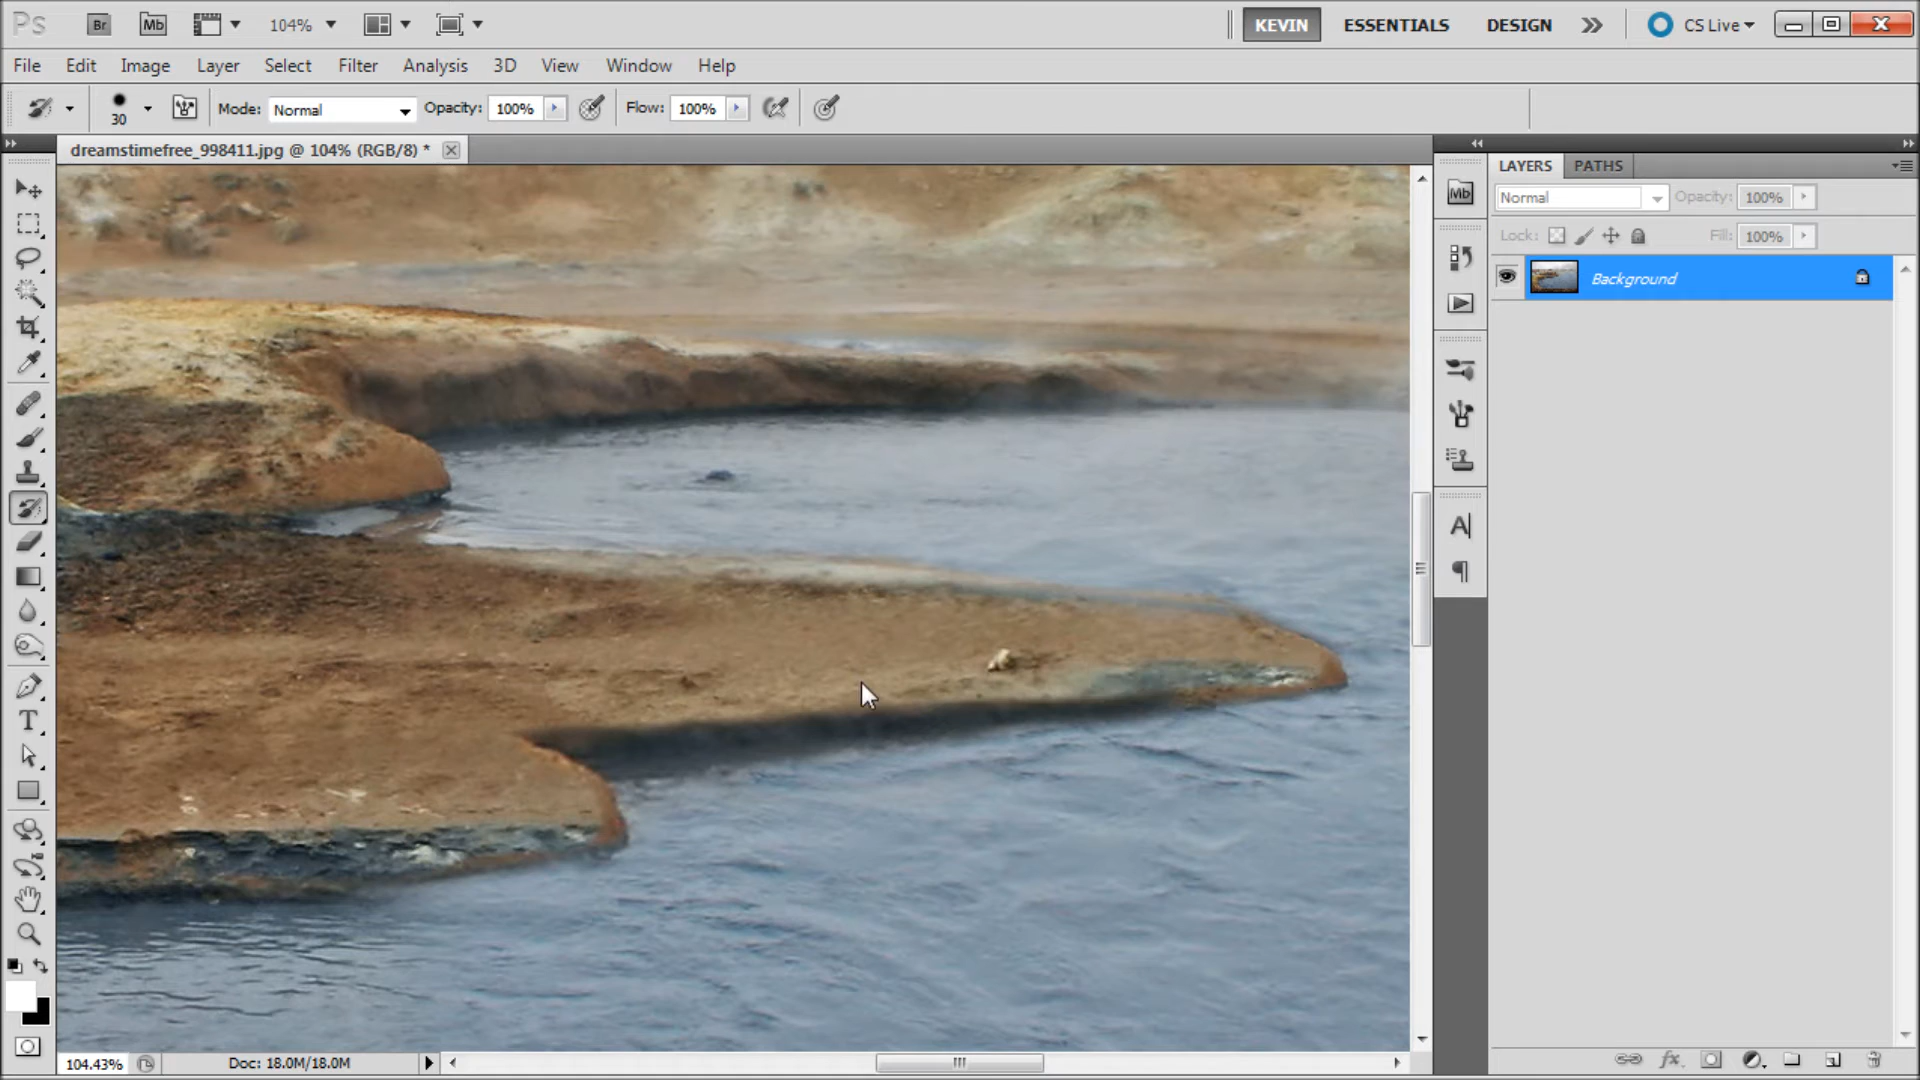 Ps Br Mb 104% KEVIN ESSENTIALS DESIGN CS Live
File Edit Image Layer Select Filter Analysis 3D View Window Help
30 Mode: Normal Opacity: 100% Flow: 100%
dreamstimefree_998411.jpg @ 104% (RGB/8) *
LAYERS PATHS
Mb
Normal Opacity: 100%
Lock: Fill: 100%
Background
A
T
fx
104.43% Doc: 18.0M/18.0M